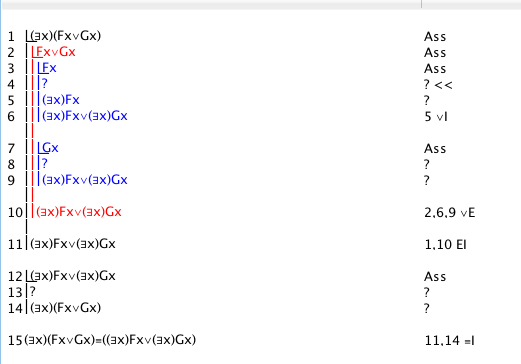 1 (∃x)(Fx∨Gx) Ass
2 Fx∨Gx Ass
3 Fx Ass
4 ? ? <<
5 (∃x)Fx ?
6 (∃x)Fx∨(∃x)Gx 5 ∨I
7 Gx Ass
8 ? ?
9 (∃x)Fx∨(∃x)Gx ?
10 (∃x)Fx∨(∃x)Gx 2,6,9 ∨E
11 (∃x)Fx∨(∃x)Gx 1,10 EI
12 (∃x)Fx∨(∃x)Gx Ass
13 ? ?
14 (∃x)(Fx∨Gx) ?
15 (∃x)(Fx∨Gx)≡((∃x)Fx∨(∃x)Gx) 11,14 ≡I